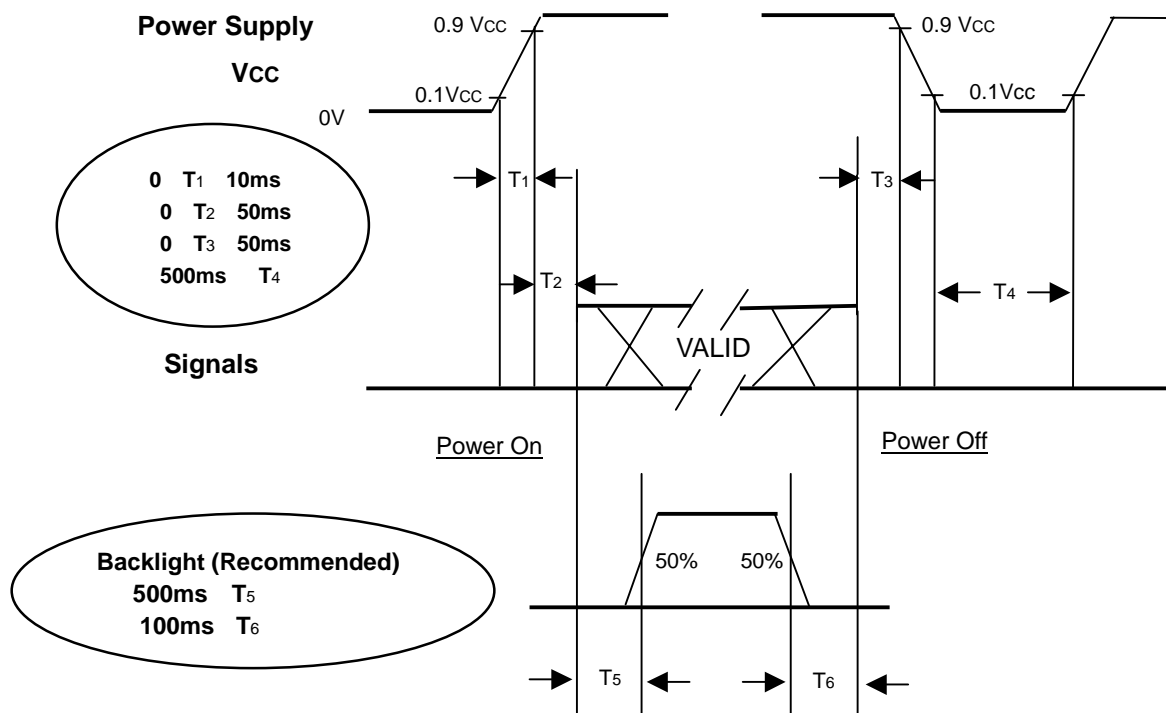 Power Supply
VCC
0.9 VCC
0.9 VCC
0.1VCC
0.1VCC
0V
0 T1 10ms
0 T2 50ms
0 T3 50ms
500ms T4
T1
T3
T2
T4
VALID
Signals
Power On
Power Off
Backlight (Recommended)
500ms T5
100ms T6
50%
50%
T5
T6